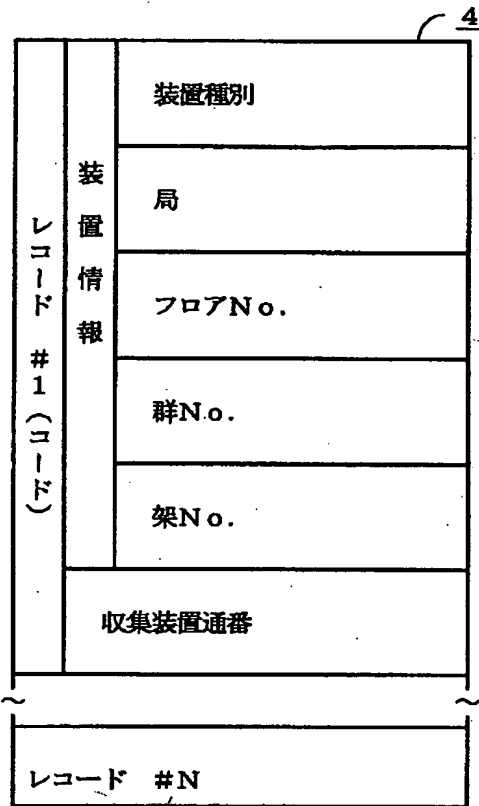 4
レコード #1(コード)
装置情報
装置種別
局
フロアNo.
群No.
架No.
収集装置通番
～ ～
レコード #N